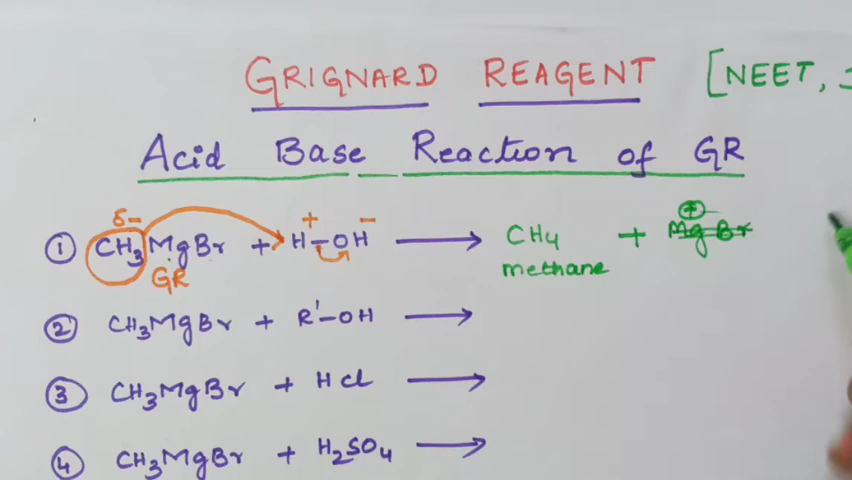 GRIGNARD REAGENT [NEET,
Acid Base Reaction of GR
δ- + - ⊕
① CH₃MgBr + H-OH → CH₄ + MgBr
GR methane
② CH₃MgBr + R'-OH →
③ CH₃MgBr + HCl →
④ CH₃MgBr + H₂SO₄ →